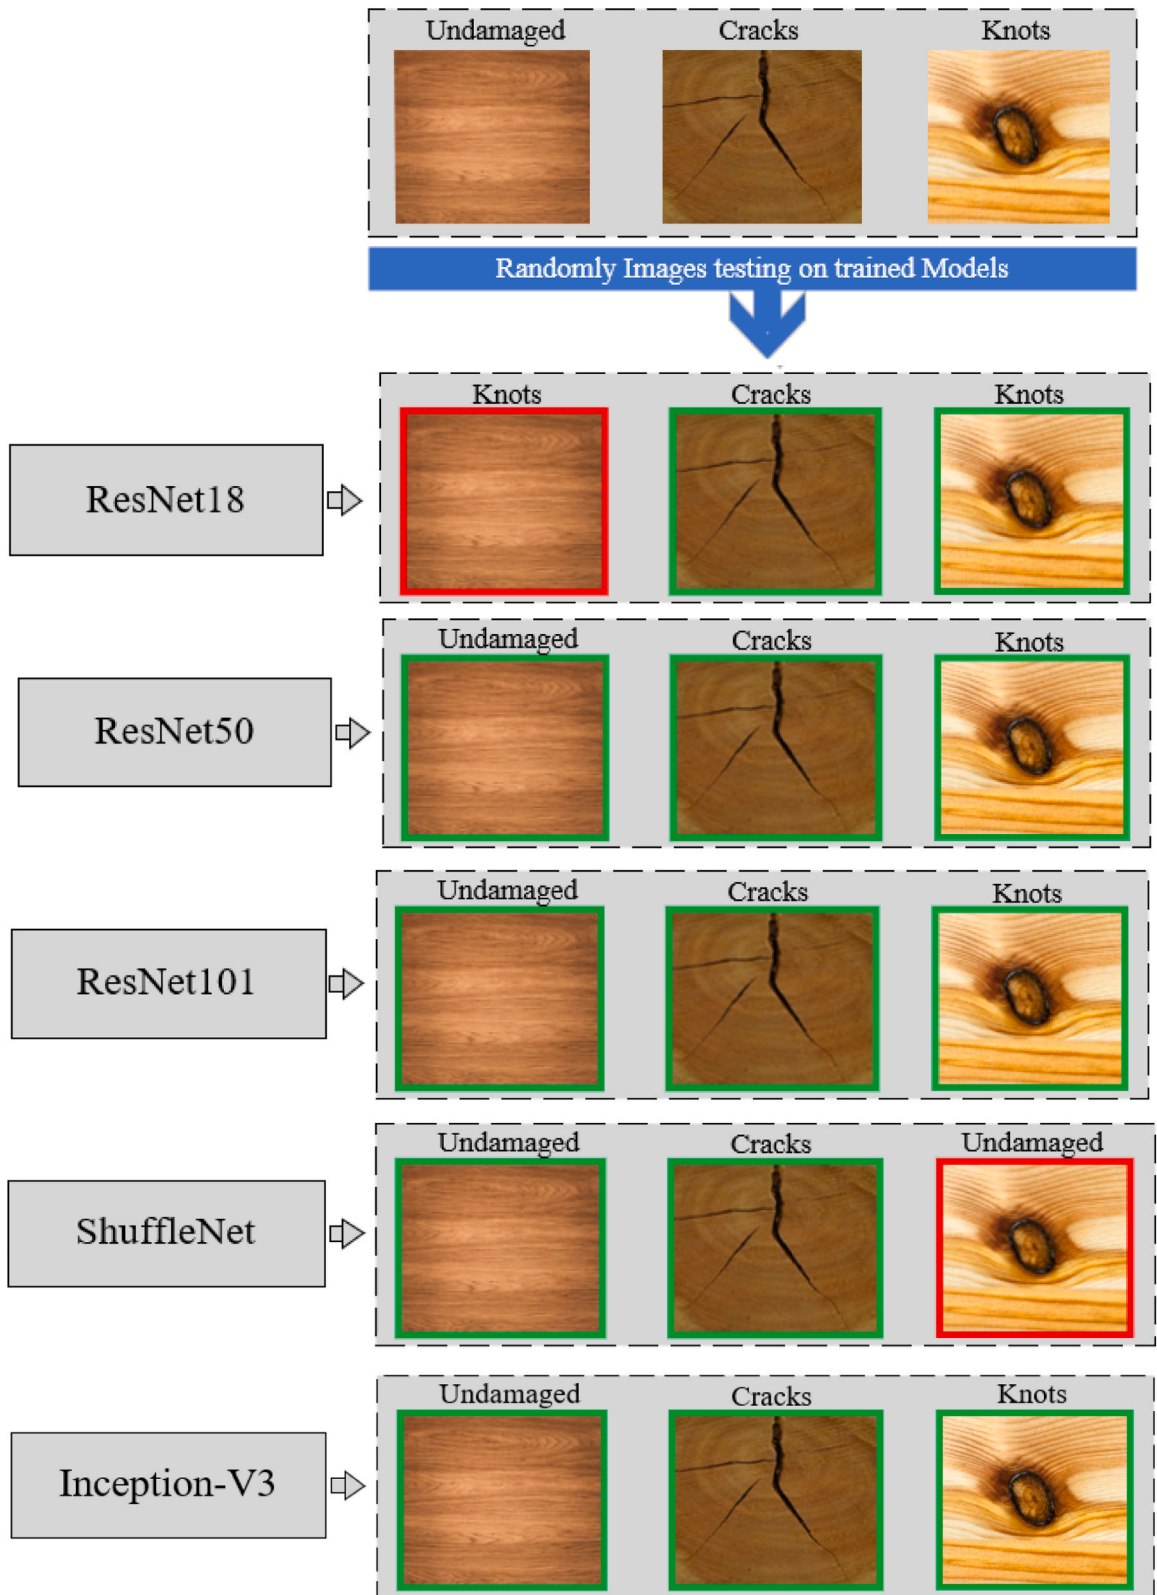 Undamaged Cracks Knots
Randomly Images testing on trained Models
Knots Cracks Knots
ResNet18
Undamaged Cracks Knots
ResNet50
Undamaged Cracks Knots
ResNet101
Undamaged Cracks Undamaged
ShuffleNet
Undamaged Cracks Knots
Inception-V3